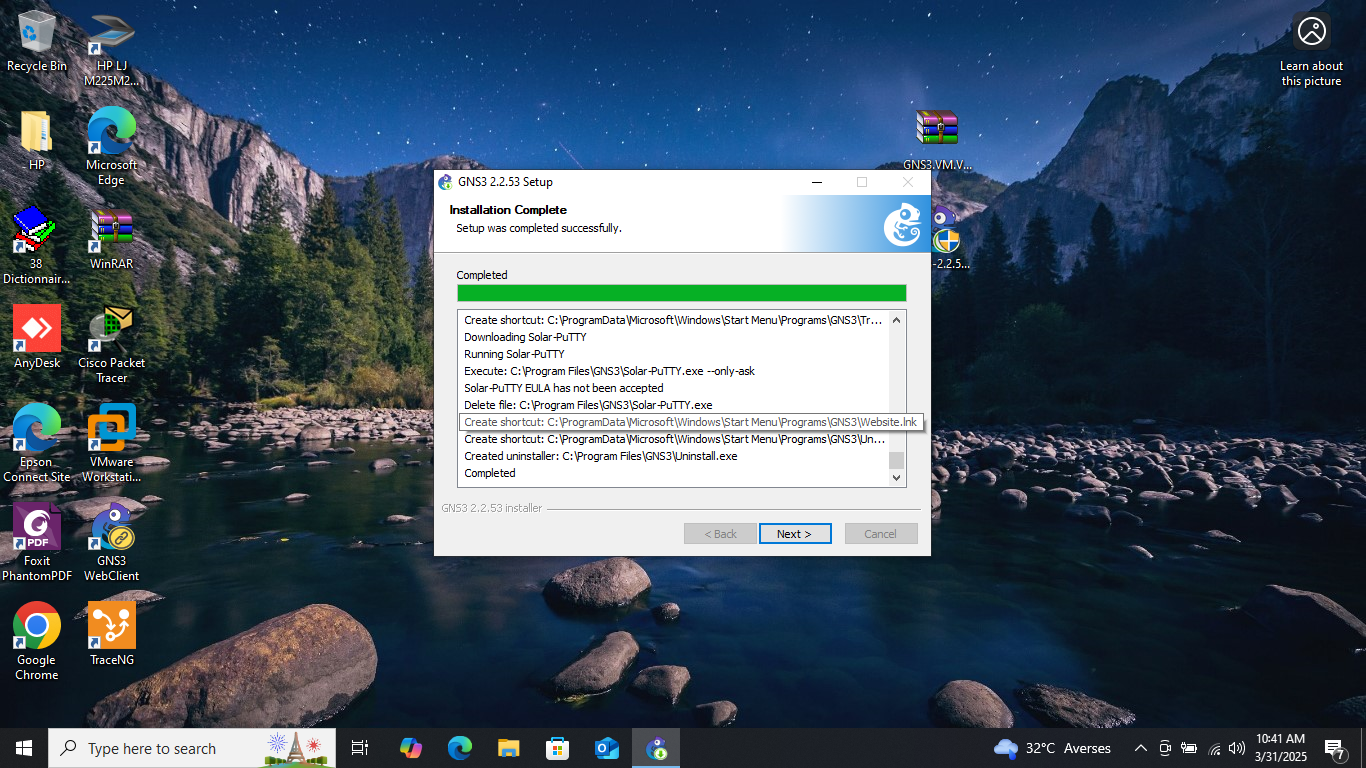 Recycle Bin
HP LJ
M225M2...
Learn about
this picture
- HP
Microsoft
Edge
GNS3.VM.V...
38
Dictionnair...
WinRAR
-2.2.5...
AnyDesk
Cisco Packet
Tracer
Epson
Connect Site
VMware
Workstati...
PDF
Foxit
PhantomPDF
GNS3
WebClient
Google
Chrome
TraceNG
GNS3 2.2.53 Setup
Installation Complete
Setup was completed successfully.
Completed
Create shortcut: C:\ProgramData\Microsoft\Windows\Start Menu\Programs\GNS3\Tr...
Downloading Solar-PuTTY
Running Solar-PuTTY
Execute: C:\Program Files\GNS3\Solar-PuTTY.exe --only-ask
Solar-PuTTY EULA has not been accepted
Delete file: C:\Program Files\GNS3\Solar-PuTTY.exe
Create shortcut: C:\ProgramData\Microsoft\Windows\Start Menu\Programs\GNS3\Website.lnk
Create shortcut: C:\ProgramData\Microsoft\Windows\Start Menu\Programs\GNS3\Un...
Created uninstaller: C:\Program Files\GNS3\Uninstall.exe
Completed
GNS3 2.2.53 installer
< Back
Next >
Cancel
Type here to search
32°C Averses
10:41 AM
3/31/2025
7